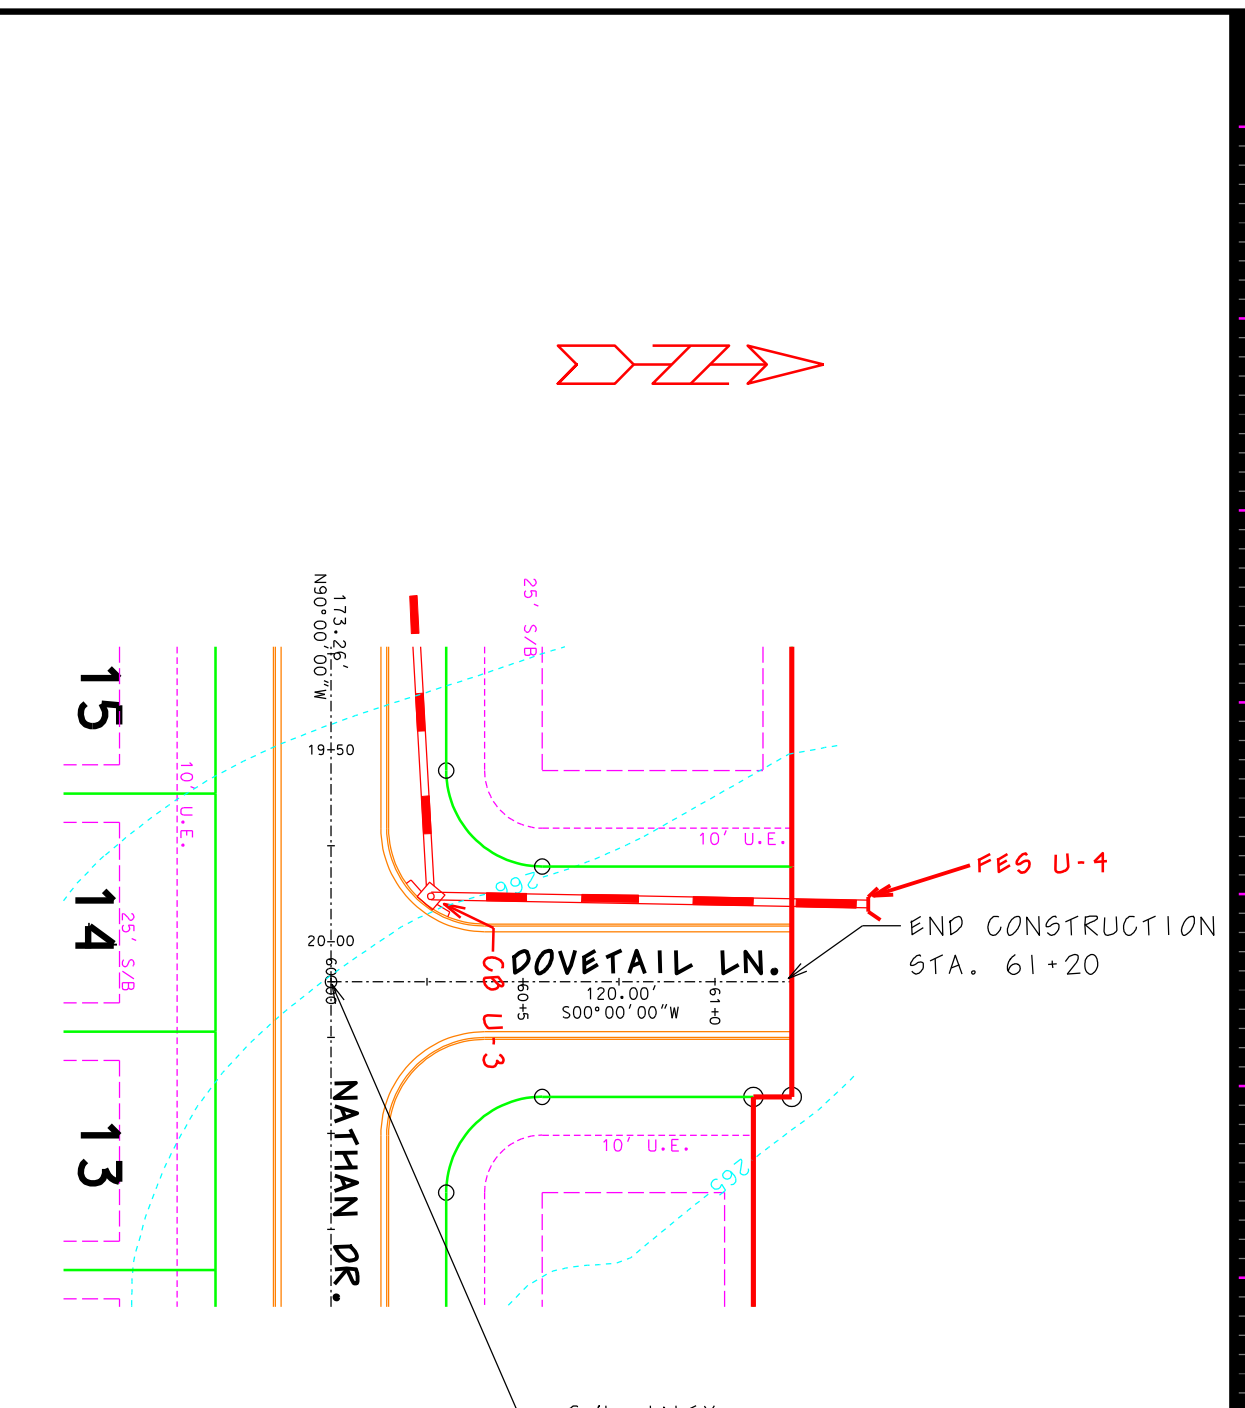 N90°00'00"W
173.26'
25' S/B
15
19+50
10' U.E.
10' U.E.
266
FES U-4
14
25' S/B
END CONSTRUCTION
STA. 61+20
20+00
DOVETAIL LN.
CB U-3
60+5
120.00'
S00°00'00"W
61+0
NATHAN DR.
13
10' U.E.
265